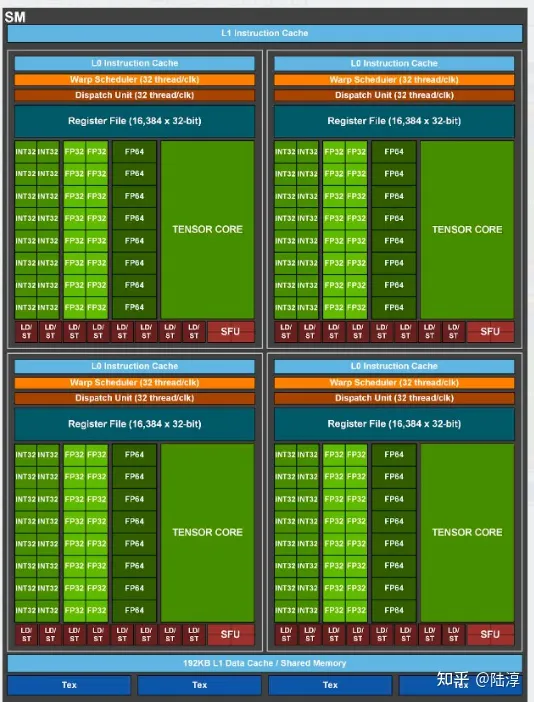 SM
L1 Instruction Cache
L0 Instruction Cache
Warp Scheduler (32 thread/clk)
Dispatch Unit (32 thread/clk)
Register File (16,384 x 32-bit)
INT32 INT32 FP32 FP32 FP64
INT32 INT32 FP32 FP32 FP64
INT32 INT32 FP32 FP32 FP64
INT32 INT32 FP32 FP32 FP64
TENSOR CORE
INT32 INT32 FP32 FP32 FP64
INT32 INT32 FP32 FP32 FP64
INT32 INT32 FP32 FP32 FP64
INT32 INT32 FP32 FP32 FP64
LD/ LD/ LD/ LD/ LD/ LD/ LD/ LD/
ST ST ST ST ST ST ST ST
SFU
L0 Instruction Cache
Warp Scheduler (32 thread/clk)
Dispatch Unit (32 thread/clk)
Register File (16,384 x 32-bit)
INT32 INT32 FP32 FP32 FP64
INT32 INT32 FP32 FP32 FP64
INT32 INT32 FP32 FP32 FP64
INT32 INT32 FP32 FP32 FP64
TENSOR CORE
INT32 INT32 FP32 FP32 FP64
INT32 INT32 FP32 FP32 FP64
INT32 INT32 FP32 FP32 FP64
INT32 INT32 FP32 FP32 FP64
LD/ LD/ LD/ LD/ LD/ LD/ LD/ LD/
ST ST ST ST ST ST ST ST
SFU
L0 Instruction Cache
Warp Scheduler (32 thread/clk)
Dispatch Unit (32 thread/clk)
Register File (16,384 x 32-bit)
INT32 INT32 FP32 FP32 FP64
INT32 INT32 FP32 FP32 FP64
INT32 INT32 FP32 FP32 FP64
INT32 INT32 FP32 FP32 FP64
TENSOR CORE
INT32 INT32 FP32 FP32 FP64
INT32 INT32 FP32 FP32 FP64
INT32 INT32 FP32 FP32 FP64
INT32 INT32 FP32 FP32 FP64
LD/ LD/ LD/ LD/ LD/ LD/ LD/ LD/
ST ST ST ST ST ST ST ST
SFU
L0 Instruction Cache
Warp Scheduler (32 thread/clk)
Dispatch Unit (32 thread/clk)
Register File (16,384 x 32-bit)
INT32 INT32 FP32 FP32 FP64
INT32 INT32 FP32 FP32 FP64
INT32 INT32 FP32 FP32 FP64
INT32 INT32 FP32 FP32 FP64
TENSOR CORE
INT32 INT32 FP32 FP32 FP64
INT32 INT32 FP32 FP32 FP64
INT32 INT32 FP32 FP32 FP64
INT32 INT32 FP32 FP32 FP64
LD/ LD/ LD/ LD/ LD/ LD/ LD/ LD/
ST ST ST ST ST ST ST ST
SFU
192KB L1 Data Cache / Shared Memory
Tex Tex Tex Tex
知乎 @陆淳